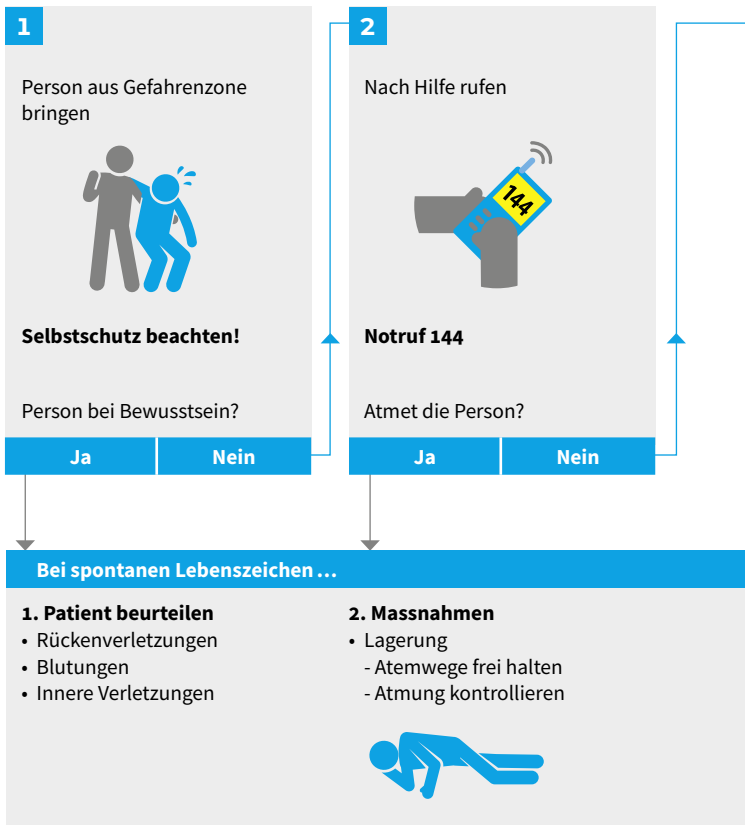 1
Person aus Gefahrenzone
bringen
Selbstschutz beachten!
Person bei Bewusstsein?
Ja
Nein
2
Nach Hilfe rufen
144
Notruf 144
Atmet die Person?
Ja
Nein
Bei spontanen Lebenszeichen ...
1. Patient beurteilen
• Rückenverletzungen
• Blutungen
• Innere Verletzungen
2. Massnahmen
• Lagerung
- Atemwege frei halten
- Atmung kontrollieren